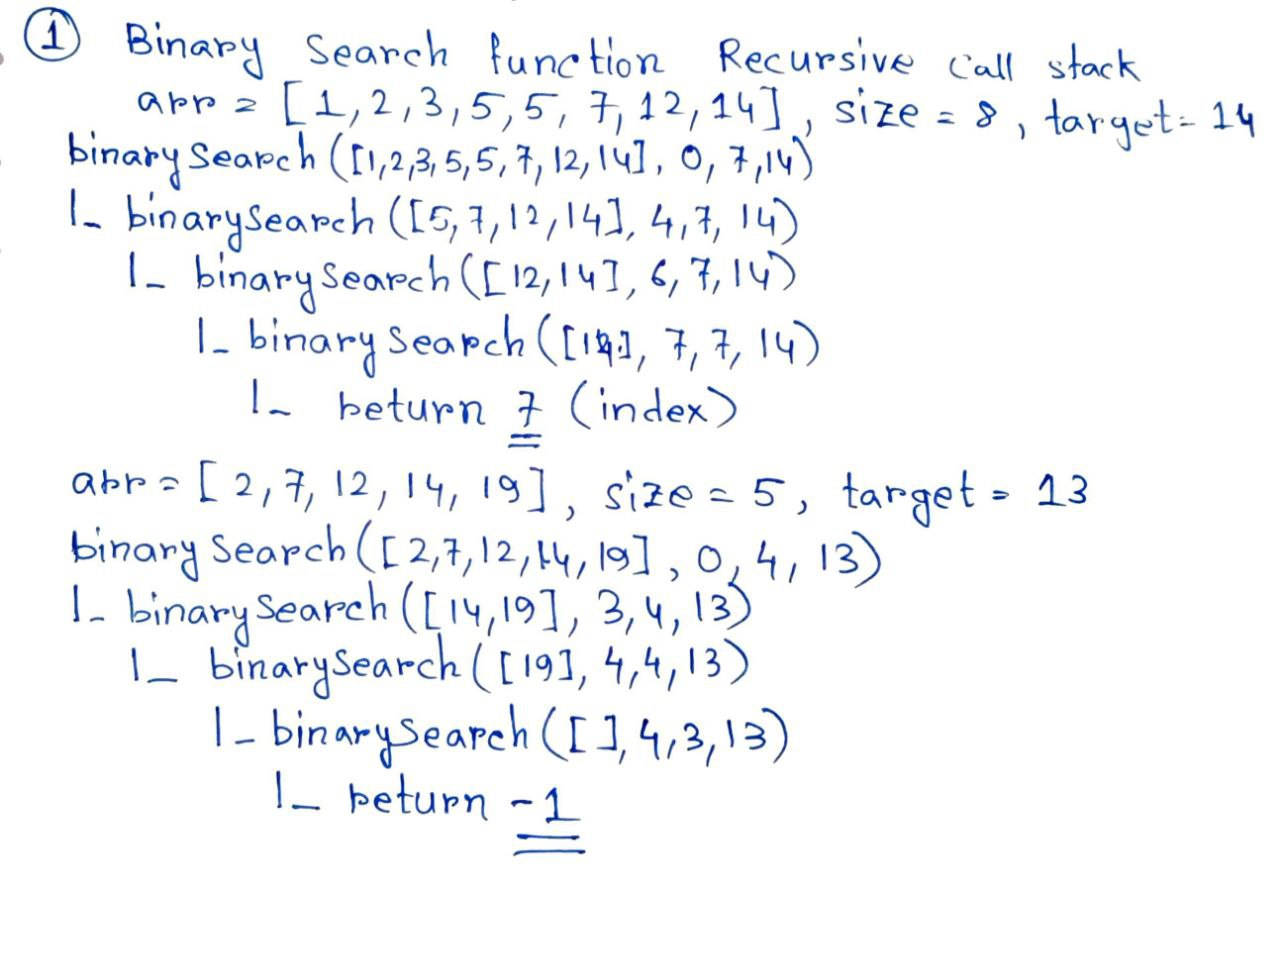 ① Binary Search function Recursive call stack
arr = [1,2,3,5,5,7,12,14], size = 8, target = 14
binarySearch([1,2,3,5,5,7,12,14], 0, 7,14)
|_ binarySearch([5,7,12,14], 4,7, 14)
|_ binarySearch([12,14], 6,7,14)
|_ binarySearch([14], 7,7, 14)
|_ return 7 (index)
arr = [2,7,12,14,19], size = 5, target = 13
binarySearch([2,7,12,14,19], 0,4, 13)
|_ binarySearch([14,19], 3,4, 13)
|_ binarySearch([19], 4,4,13)
|_ binarySearch([], 4,3,13)
|_ return -1